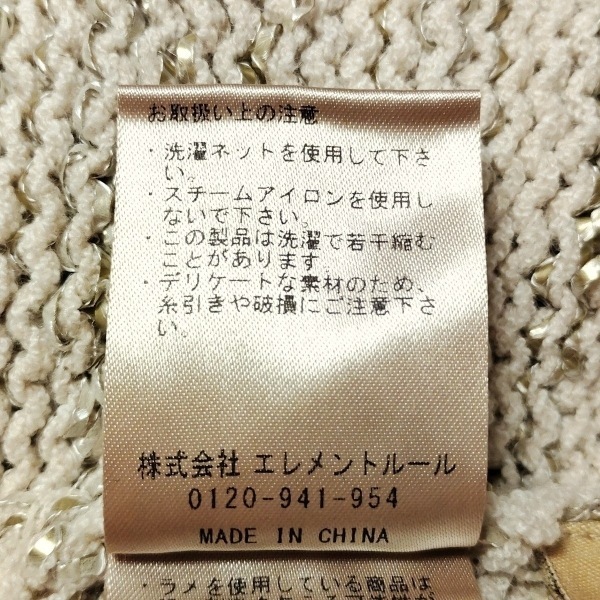 お取扱い上の注意
・洗濯ネットを使用して下さ
い。
・スチームアイロンを使用し
ないで下さい。
・この製品は洗濯で若干縮む
ことがあります
・デリケートな素材のため、
糸引きや破損にご注意下さ
い。
株式会社 エレメントルール
0120-941-954
MADE IN CHINA
・ラメを使用している商品は